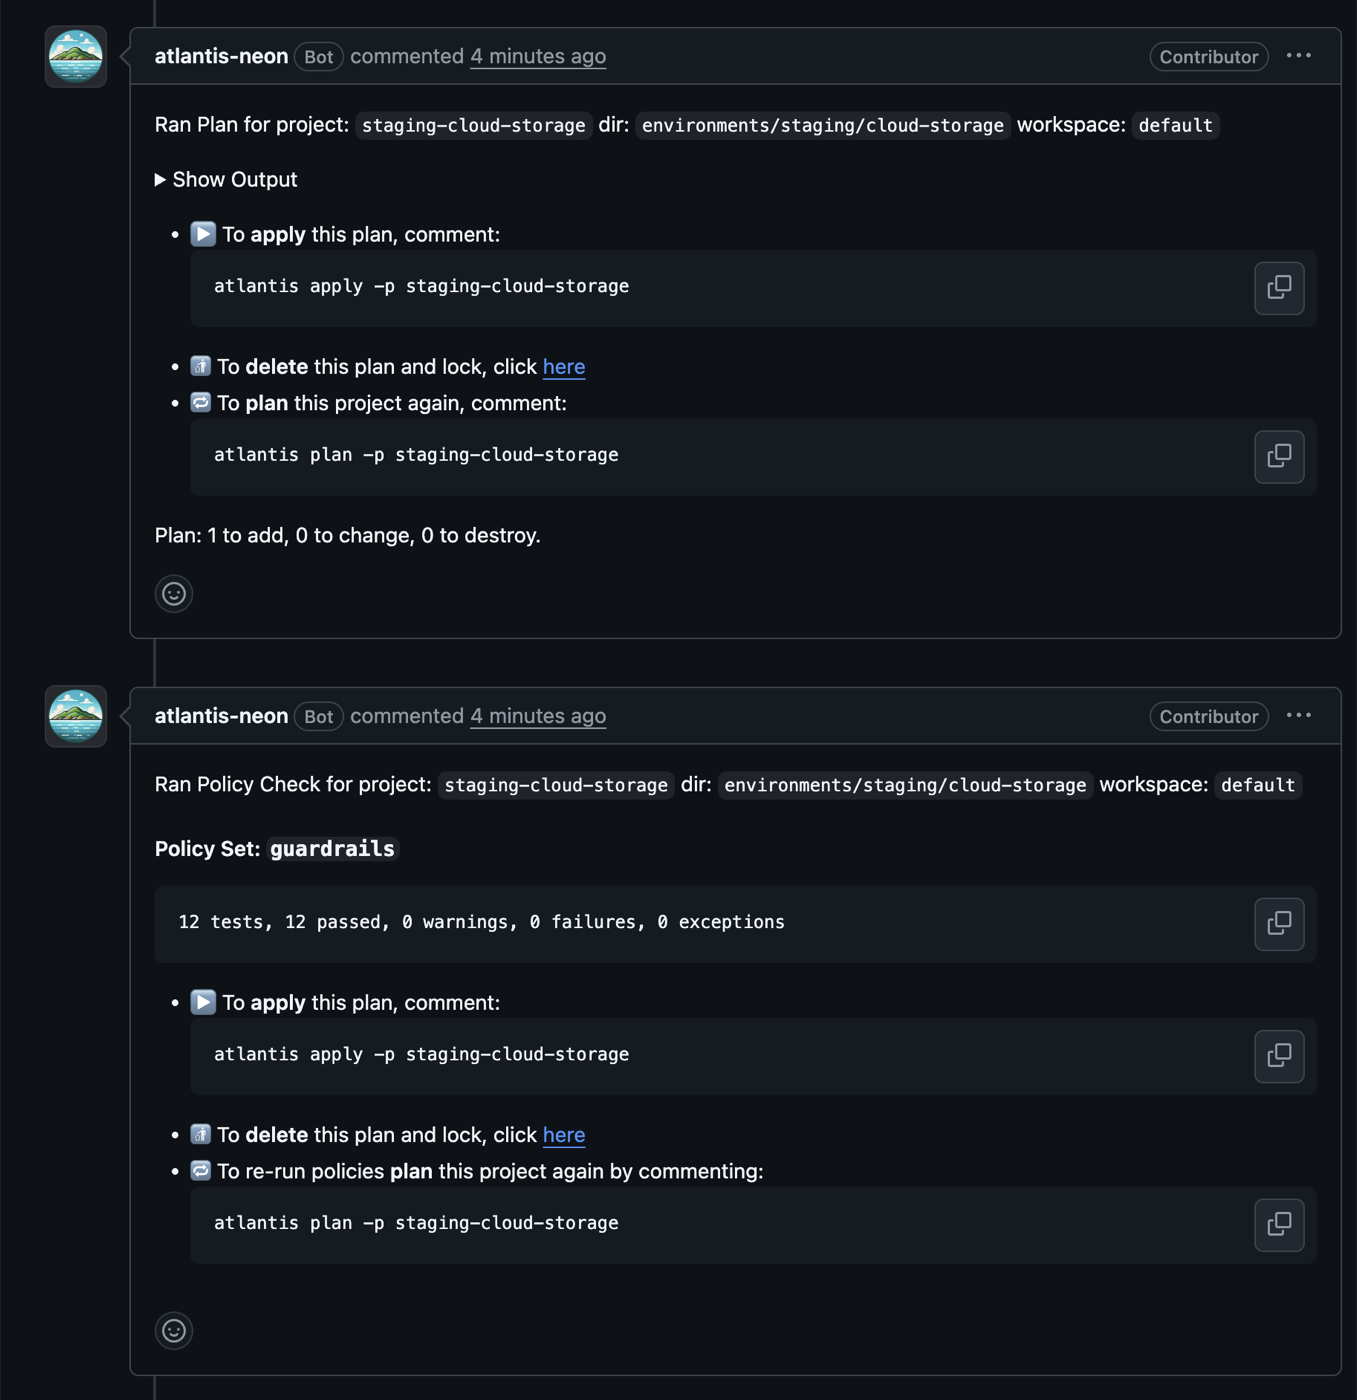 atlantis-neon Bot commented 4 minutes ago Contributor
Ran Plan for project: staging-cloud-storage dir: environments/staging/cloud-storage workspace: default
Show Output
To apply this plan, comment:
atlantis apply -p staging-cloud-storage
To delete this plan and lock, click here
To plan this project again, comment:
atlantis plan -p staging-cloud-storage
Plan: 1 to add, 0 to change, 0 to destroy.
atlantis-neon Bot commented 4 minutes ago Contributor
Ran Policy Check for project: staging-cloud-storage dir: environments/staging/cloud-storage workspace: default
Policy Set: guardrails
12 tests, 12 passed, 0 warnings, 0 failures, 0 exceptions
To apply this plan, comment:
atlantis apply -p staging-cloud-storage
To delete this plan and lock, click here
To re-run policies plan this project again by commenting:
atlantis plan -p staging-cloud-storage